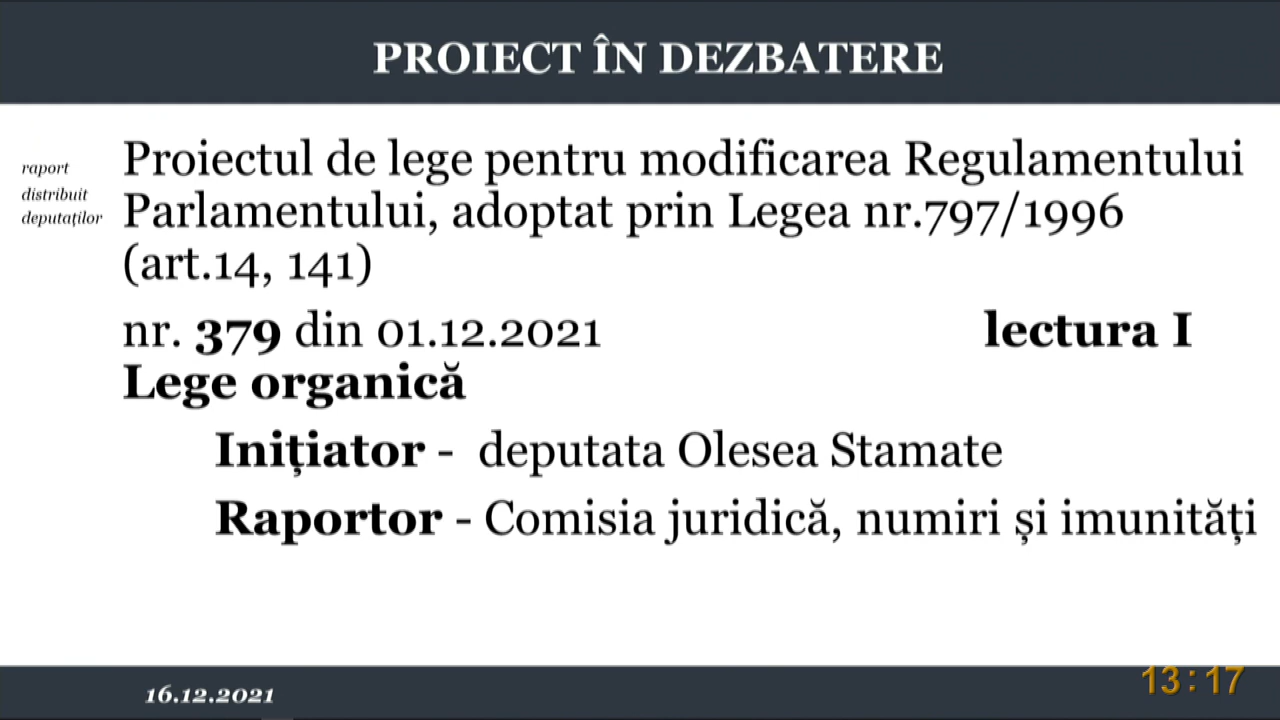 PROIECT ÎN DEZBATERE
raport
distribuit
deputaților
Proiectul de lege pentru modificarea Regulamentului
Parlamentului, adoptat prin Legea nr.797/1996
(art.14, 141)
nr. 379 din 01.12.2021 lectura I
Lege organică
Inițiator - deputata Olesea Stamate
Raportor - Comisia juridică, numiri și imunități
16.12.2021
13:17